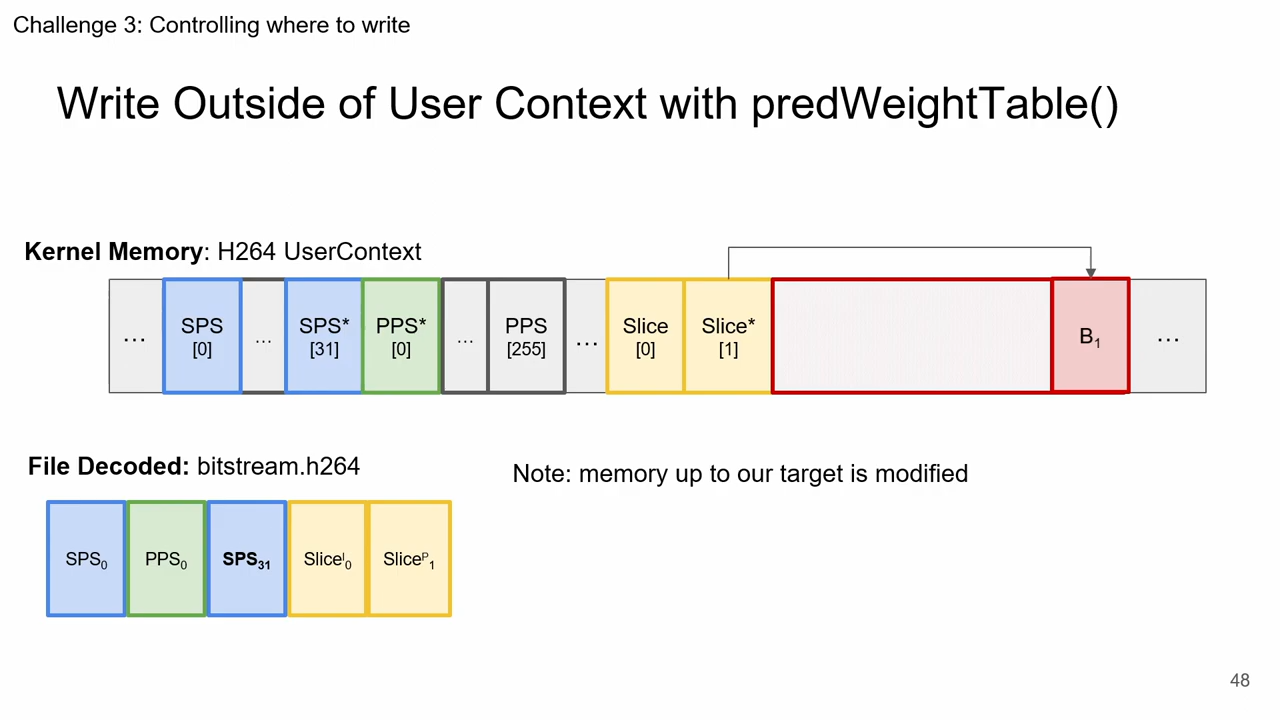 Challenge 3: Controlling where to write
Write Outside of User Context with predWeightTable()
Kernel Memory: H264 UserContext
... SPS [0] ... SPS* [31] PPS* [0] ... PPS [255] ... Slice [0] Slice* [1] B1 ...
File Decoded: bitstream.h264
Note: memory up to our target is modified
SPS0 PPS0 SPS31 SliceI0 SliceP1
48